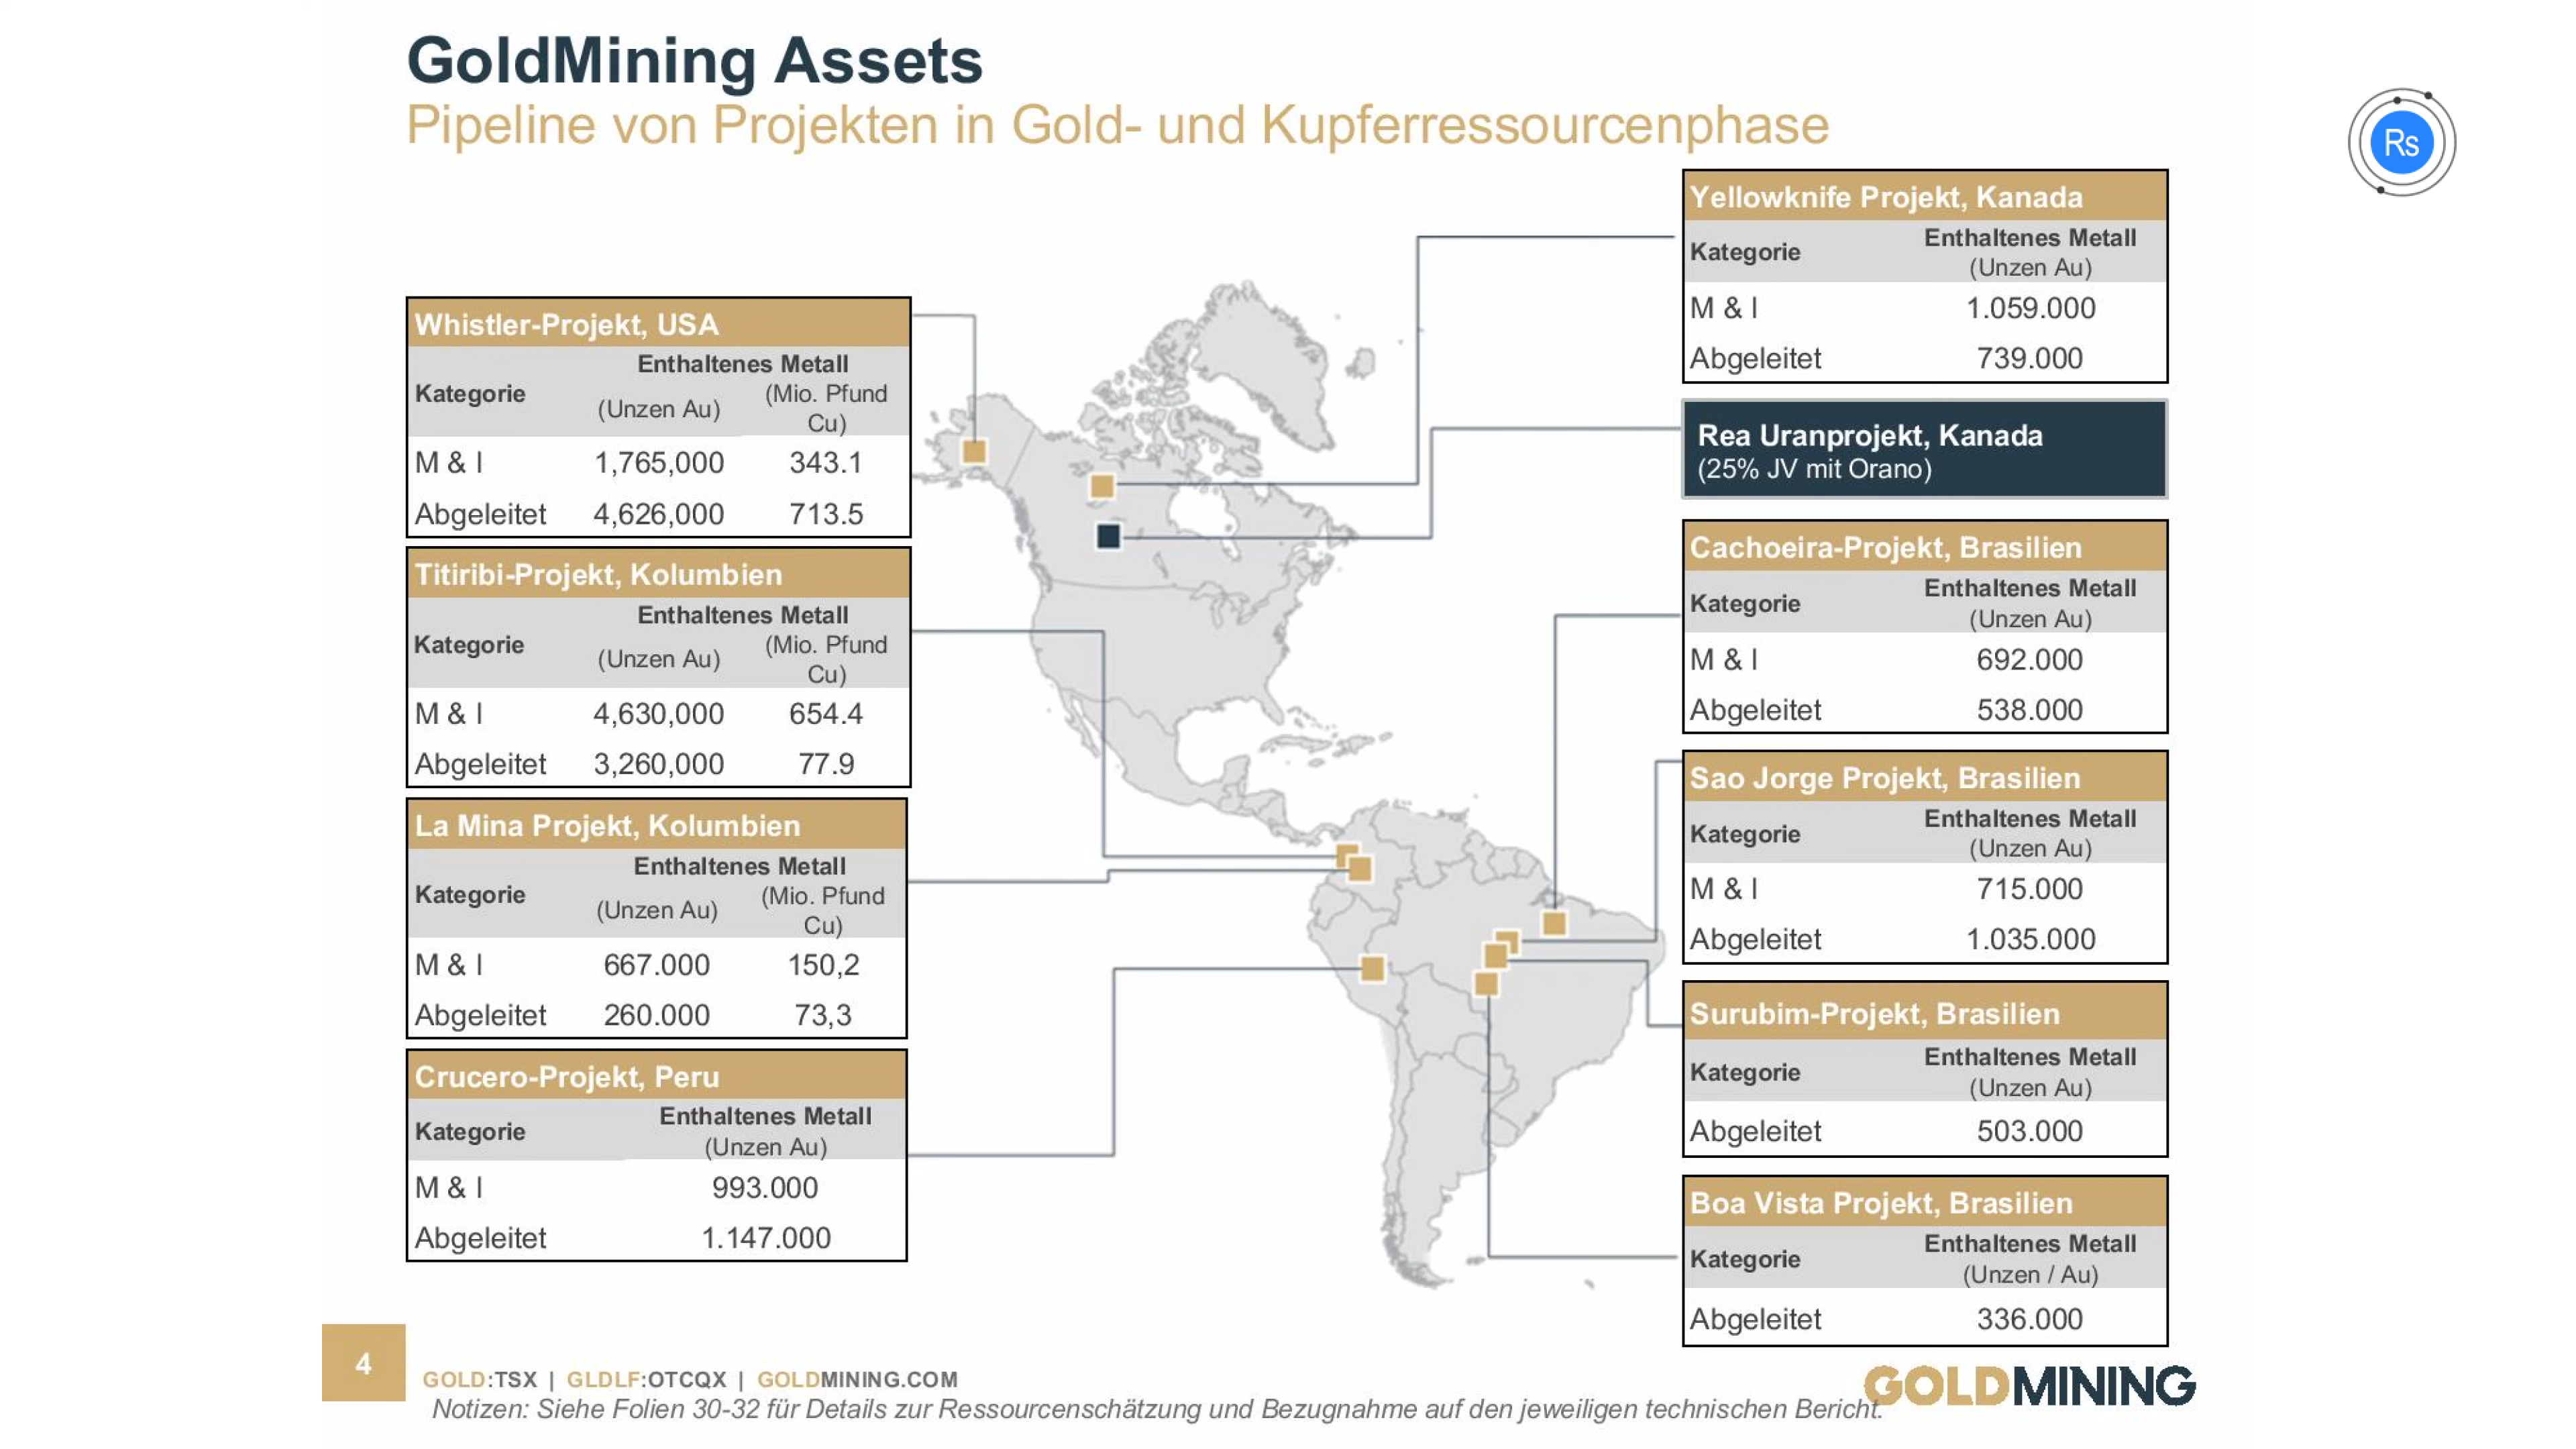 GoldMining Assets
Pipeline von Projekten in Gold- und Kupferressourcenphase
Rs
Whistler-Projekt, USA
Kategorie Enthaltenes Metall
(Unzen Au) (Mio. Pfund Cu)
M & I 1,765,000 343.1
Abgeleitet 4,626,000 713.5
Titiribi-Projekt, Kolumbien
Kategorie Enthaltenes Metall
(Unzen Au) (Mio. Pfund Cu)
M & I 4,630,000 654.4
Abgeleitet 3,260,000 77.9
La Mina Projekt, Kolumbien
Kategorie Enthaltenes Metall
(Unzen Au) (Mio. Pfund Cu)
M & I 667.000 150,2
Abgeleitet 260.000 73,3
Crucero-Projekt, Peru
Kategorie Enthaltenes Metall
(Unzen Au)
M & I 993.000
Abgeleitet 1.147.000
Yellowknife Projekt, Kanada
Kategorie Enthaltenes Metall
(Unzen Au)
M & I 1.059.000
Abgeleitet 739.000
Rea Uranprojekt, Kanada
(25% JV mit Orano)
Cachoeira-Projekt, Brasilien
Kategorie Enthaltenes Metall
(Unzen Au)
M & I 692.000
Abgeleitet 538.000
Sao Jorge Projekt, Brasilien
Kategorie Enthaltenes Metall
(Unzen Au)
M & I 715.000
Abgeleitet 1.035.000
Surubim-Projekt, Brasilien
Kategorie Enthaltenes Metall
(Unzen Au)
Abgeleitet 503.000
Boa Vista Projekt, Brasilien
Kategorie Enthaltenes Metall
(Unzen / Au)
Abgeleitet 336.000
4
GOLD:TSX | GLDLF:OTCQX | GOLDMINING.COM
Notizen: Siehe Folien 30-32 für Details zur Ressourcenschätzung und Bezugnahme auf den jeweiligen technischen Bericht.
GOLDMINING